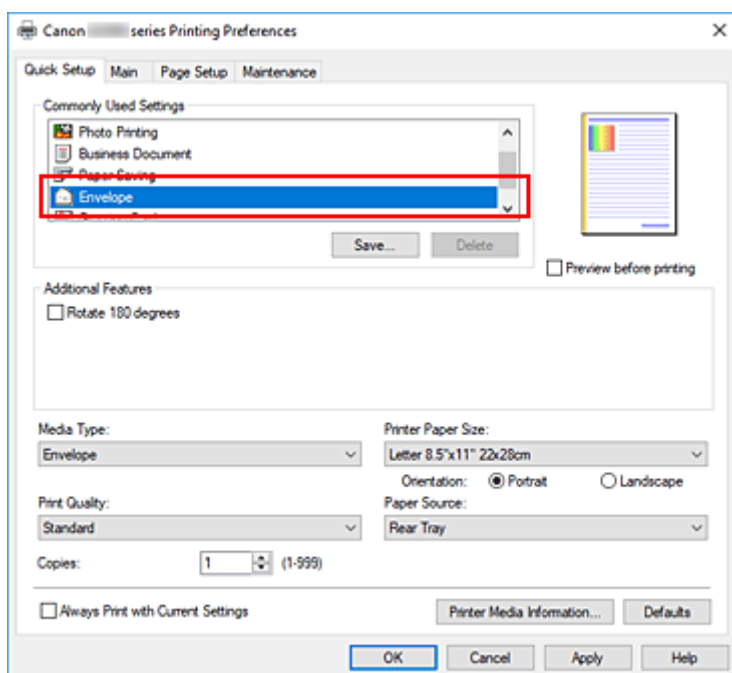 Canon series Printing Preferences
Quick Setup Main Page Setup Maintenance
Commonly Used Settings
Photo Printing
Business Document
Paper Saving
Envelope
Save... Delete
Preview before printing
Additional Features
Rotate 180 degrees
Media Type: Printer Paper Size:
Envelope Letter 8.5"x11" 22x28cm
Orientation: Portrait Landscape
Print Quality: Paper Source:
Standard Rear Tray
Copies: 1 (1-999)
Always Print with Current Settings Printer Media Information... Defaults
OK Cancel Apply Help